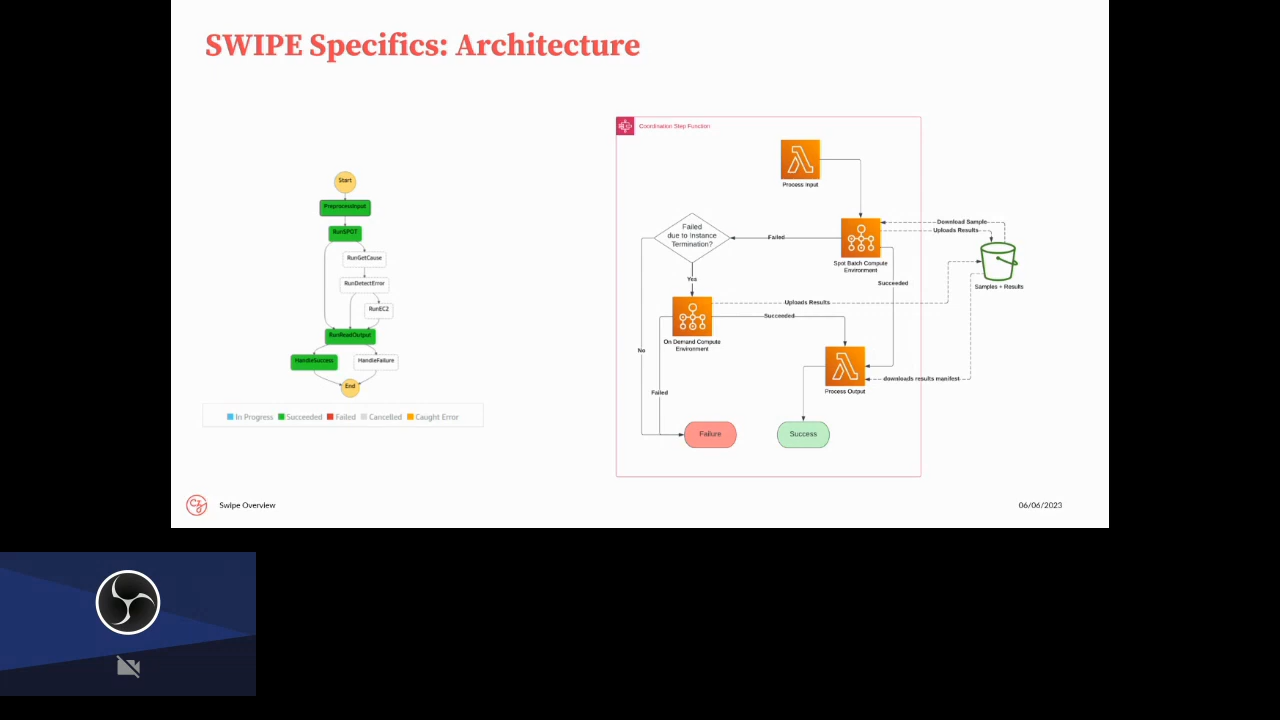 SWIPE Specifics: Architecture
Start
PreprocessInput
RunSPOT
RunGetCause
RunDetectError
RunEC2
RunReadOutput
HandleSuccess
HandleFailure
End
In Progress
Succeeded
Failed
Cancelled
Caught Error
Coordination Step Function
Process Input
Failed
due to Instance
Termination?
Failed
Spot Batch Compute
Environment
Download Sample
Uploads Results
Samples + Results
Yes
Succeeded
Uploads Results
Succeeded
On Demand Compute
Environment
No
Failed
Process Output
downloads results manifest
Failure
Success
CZI
Swipe Overview
06/06/2023